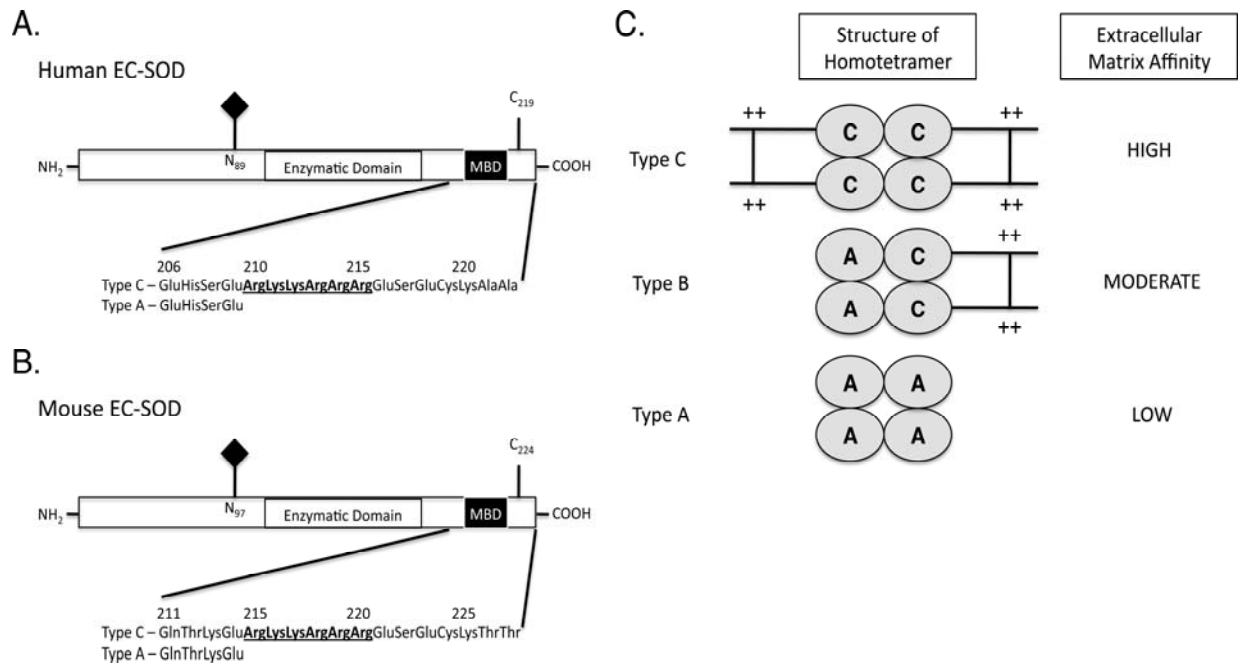 A.
Human EC-SOD
C219
N89
NH2
Enzymatic Domain
MBD
COOH
206 210 215 220
Type C – GluHisSerGluArgLysLysArgArgArgGluSerGluCysLysAlaAla
Type A – GluHisSerGlu
B.
Mouse EC-SOD
C224
N97
NH2
Enzymatic Domain
MBD
COOH
211 215 220 225
Type C – GlnThrLysGluArgLysLysArgArgArgGluSerGluCysLysThrThr
Type A – GlnThrLysGlu
C.
Structure of
Homotetramer
Extracellular
Matrix Affinity
++ ++
Type C
C C
C C
HIGH
++ ++
++
Type B
A C
A C
MODERATE
++
Type A
A A
A A
LOW